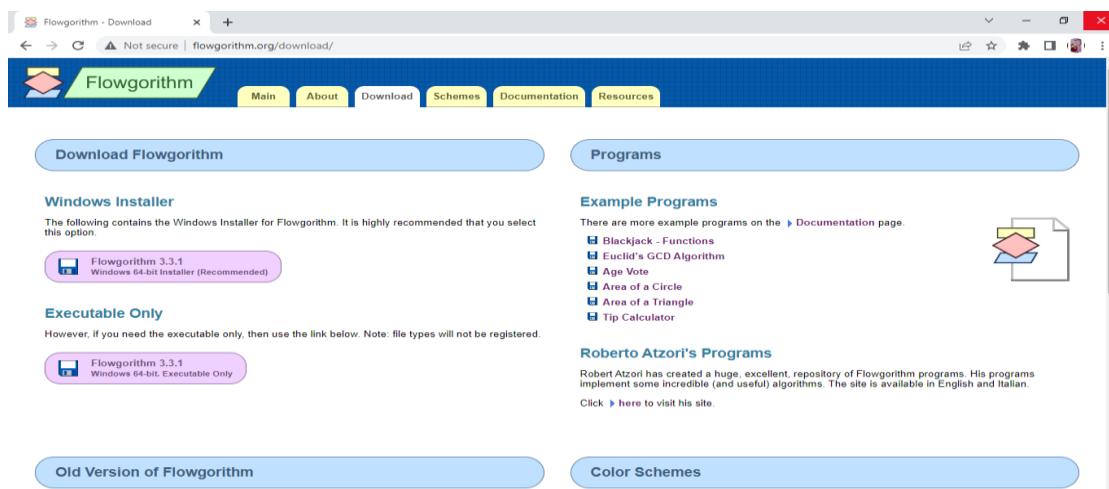 Flowgorithm - Download
Not secure | flowgorithm.org/download/
Flowgorithm
Main About Download Schemes Documentation Resources
Download Flowgorithm
Windows Installer
The following contains the Windows Installer for Flowgorithm. It is highly recommended that you select
this option.
Flowgorithm 3.3.1
Windows 64-bit Installer (Recommended)
Executable Only
However, if you need the executable only, then use the link below. Note: file types will not be registered.
Flowgorithm 3.3.1
Windows 64-bit. Executable Only
Old Version of Flowgorithm
Programs
Example Programs
There are more example programs on the Documentation page.
Blackjack - Functions
Euclid's GCD Algorithm
Age Vote
Area of a Circle
Area of a Triangle
Tip Calculator
Roberto Atzori's Programs
Robert Atzori has created a huge, excellent, repository of Flowgorithm programs. His programs
implement some incredible (and useful) algorithms. The site is available in English and Italian.
Click here to visit his site.
Color Schemes